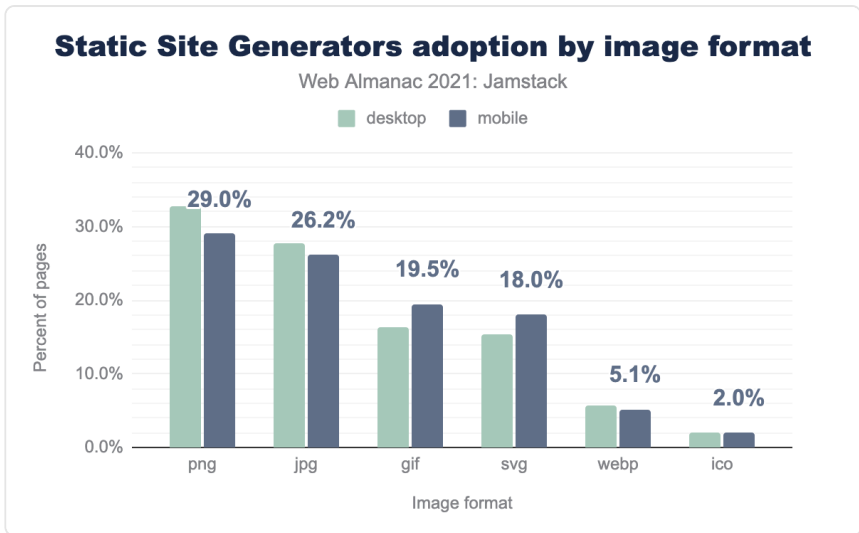 Static Site Generators adoption by image format
Web Almanac 2021: Jamstack
desktop mobile
40.0%
30.0%
20.0%
10.0%
0.0%
Percent of pages
29.0%
26.2%
19.5%
18.0%
5.1%
2.0%
png jpg gif svg webp ico
Image format